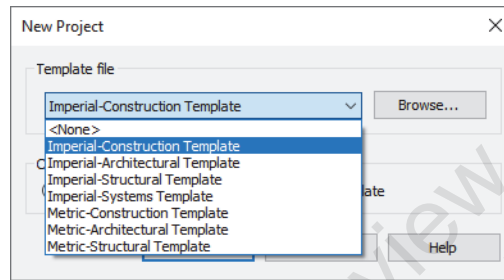 New Project
Template file
Imperial-Construction Template
Browse...
<None>
Imperial-Construction Template
Imperial-Architectural Template
Imperial-Structural Template
Imperial-Systems Template
Metric-Construction Template
Metric-Architectural Template
Metric-Structural Template
Help